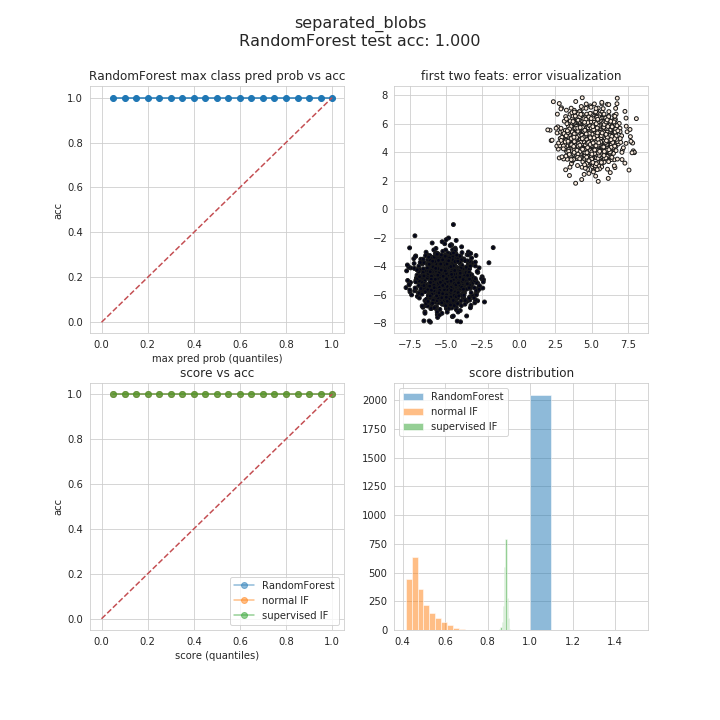 separated_blobs
RandomForest test acc: 1.000
RandomForest max class pred prob vs acc
1.0
0.8
0.6
0.4
0.2
0.0
acc
0.0 0.2 0.4 0.6 0.8 1.0
max pred prob (quantiles)
first two feats: error visualization
8
6
4
2
0
−2
−4
−6
−8
−7.5 −5.0 −2.5 0.0 2.5 5.0 7.5
score vs acc
1.0
0.8
0.6
0.4
0.2
0.0
acc
RandomForest
normal IF
supervised IF
0.0 0.2 0.4 0.6 0.8 1.0
score (quantiles)
score distribution
RandomForest
normal IF
supervised IF
2000
1750
1500
1250
1000
750
500
250
0
0.4 0.6 0.8 1.0 1.2 1.4